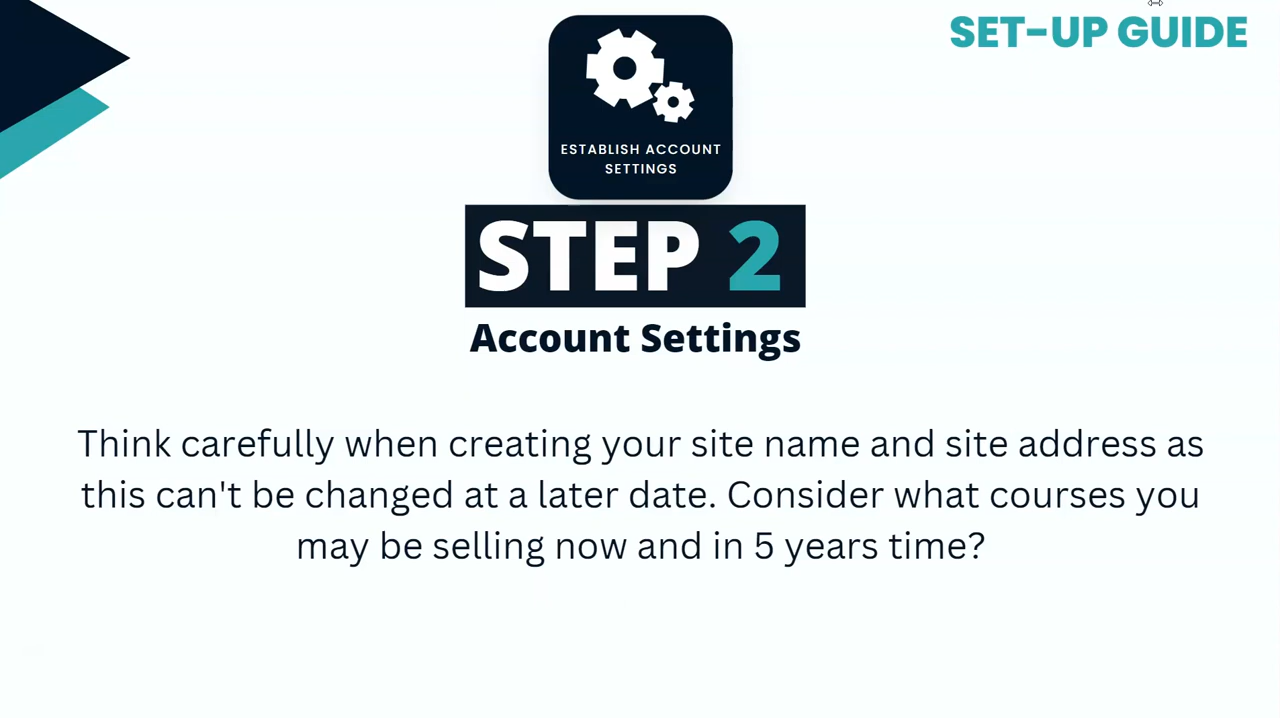 SET-UP GUIDE
ESTABLISH ACCOUNT
SETTINGS
STEP 2
Account Settings
Think carefully when creating your site name and site address as
this can't be changed at a later date. Consider what courses you
may be selling now and in 5 years time?